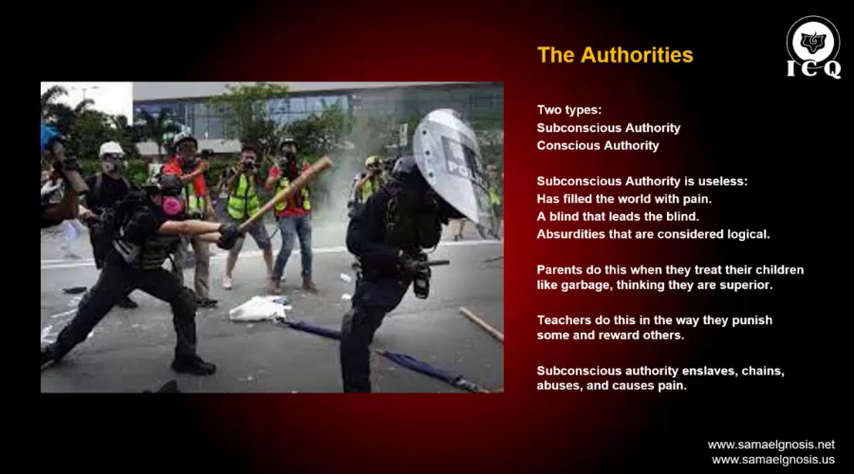 The Authorities
ICQ
Two types:
Subconscious Authority
Conscious Authority
Subconscious Authority is useless:
Has filled the world with pain.
A blind that leads the blind.
Absurdities that are considered logical.
Parents do this when they treat their children
like garbage, thinking they are superior.
Teachers do this in the way they punish
some and reward others.
Subconscious authority enslaves, chains,
abuses, and causes pain.
POLICE
www.samaelgnosis.net
www.samaelgnosis.us